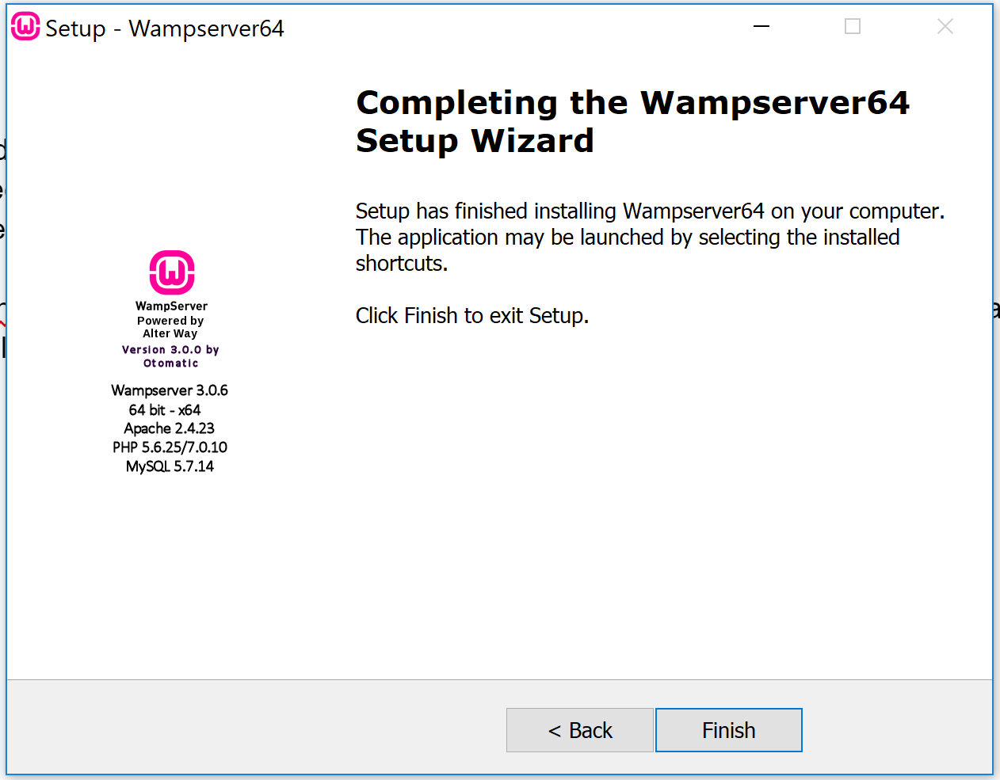 Setup - Wampserver64
Completing the Wampserver64
Setup Wizard
Setup has finished installing Wampserver64 on your computer.
The application may be launched by selecting the installed
shortcuts.
Click Finish to exit Setup.
WampServer
Powered by
Alter Way
Version 3.0.0 by
Otomatic
Wampserver 3.0.6
64 bit - x64
Apache 2.4.23
PHP 5.6.25/7.0.10
MySQL 5.7.14
< Back
Finish